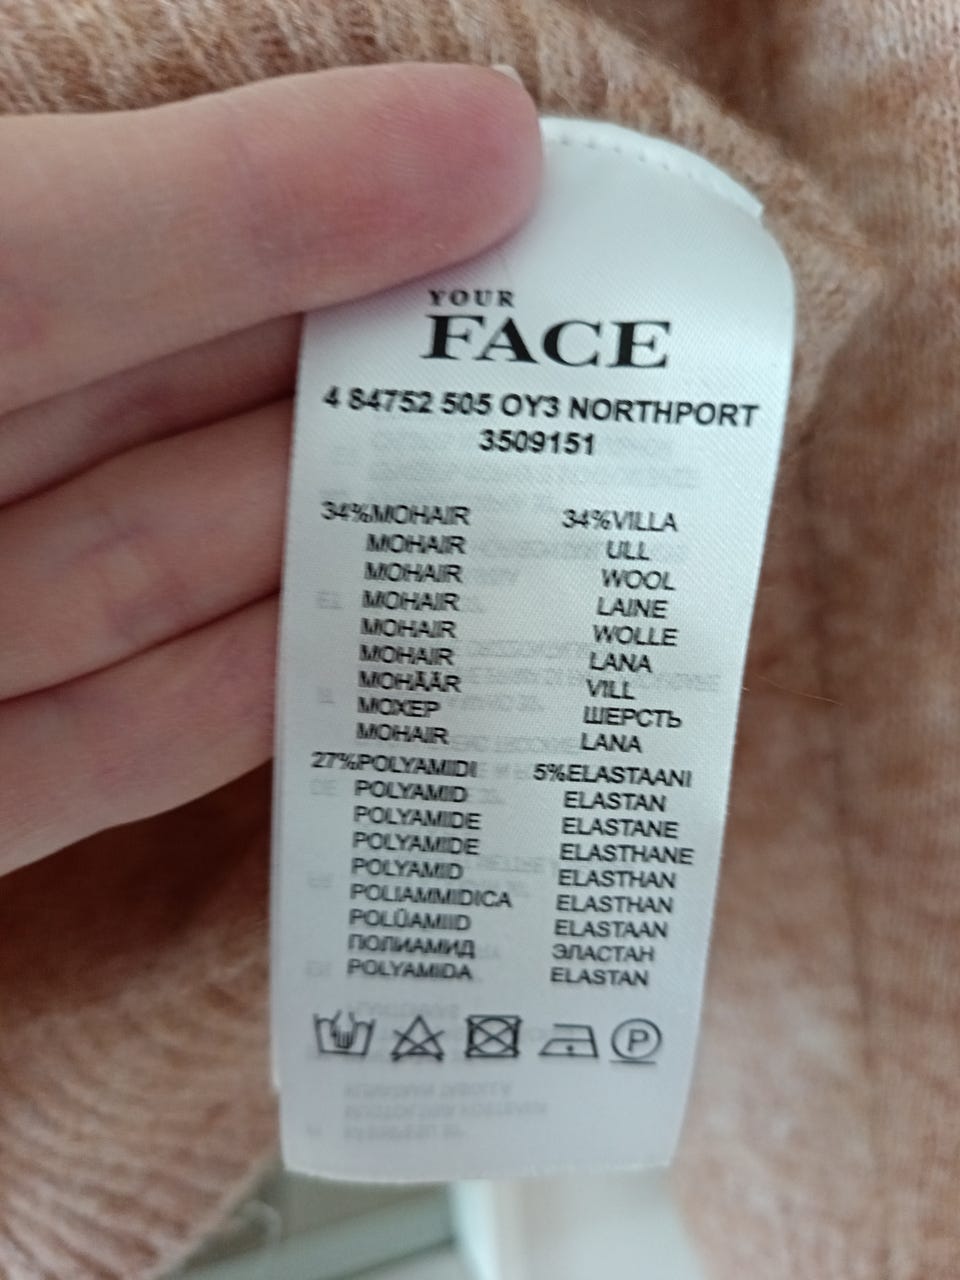 YOUR
FACE
4 84752 505 OY3 NORTHPORT
3509151
34%MOHAIR 34%VILLA
MOHAIR ULL
MOHAIR WOOL
MOHAIR LAINE
MOHAIR WOLLE
MOHAIR LANA
MOHÄÄR VILL
МОХЕР ШЕРСТЬ
MOHAIR LANA
27%POLYAMIDI 5%ELASTAANI
POLYAMID ELASTAN
POLYAMIDE ELASTANE
POLYAMIDE ELASTHANE
POLYAMID ELASTHAN
POLIAMMIDICA ELASTHAN
POLÜAMIID ELASTAAN
ПОЛИАМИД ЭЛАСТАН
POLYAMIDA ELASTAN
P